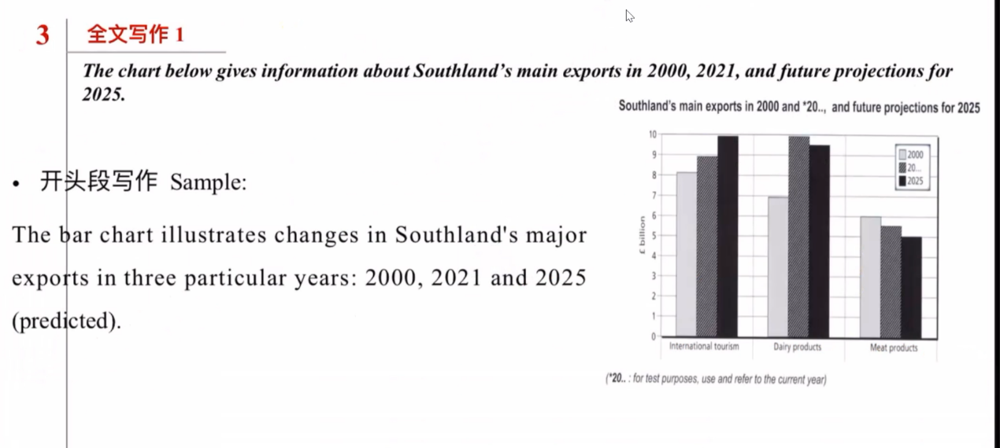 3 全文写作 1
The chart below gives information about Southland's main exports in 2000, 2021, and future projections for
2025.
Southland's main exports in 2000 and *20.., and future projections for 2025
• 开头段写作 Sample:
The bar chart illustrates changes in Southland's major
exports in three particular years: 2000, 2021 and 2025
(predicted).
10
9
8
7
6
5
4
3
2
1
0
£ billion
2000
20...
2025
International tourism
Dairy products
Meat products
(*20.. : for test purposes, use and refer to the current year)